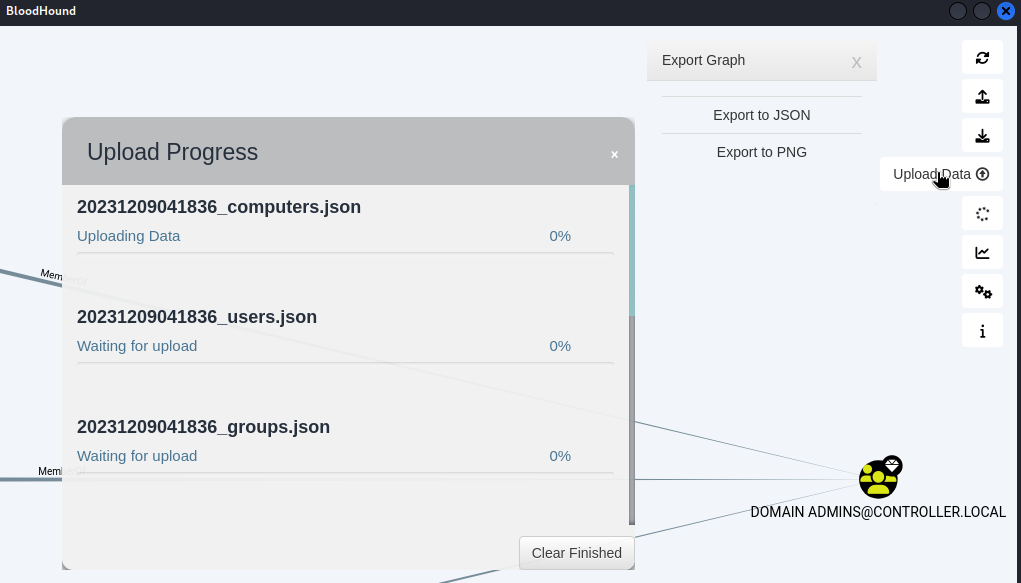 BloodHound
Export Graph
X
Export to JSON
Export to PNG
Upload Data
Upload Progress
×
20231209041836_computers.json
Uploading Data 0%
20231209041836_users.json
Waiting for upload 0%
20231209041836_groups.json
Waiting for upload 0%
Clear Finished
MemberOf
MemberOf
DOMAIN ADMINS@CONTROLLER.LOCAL